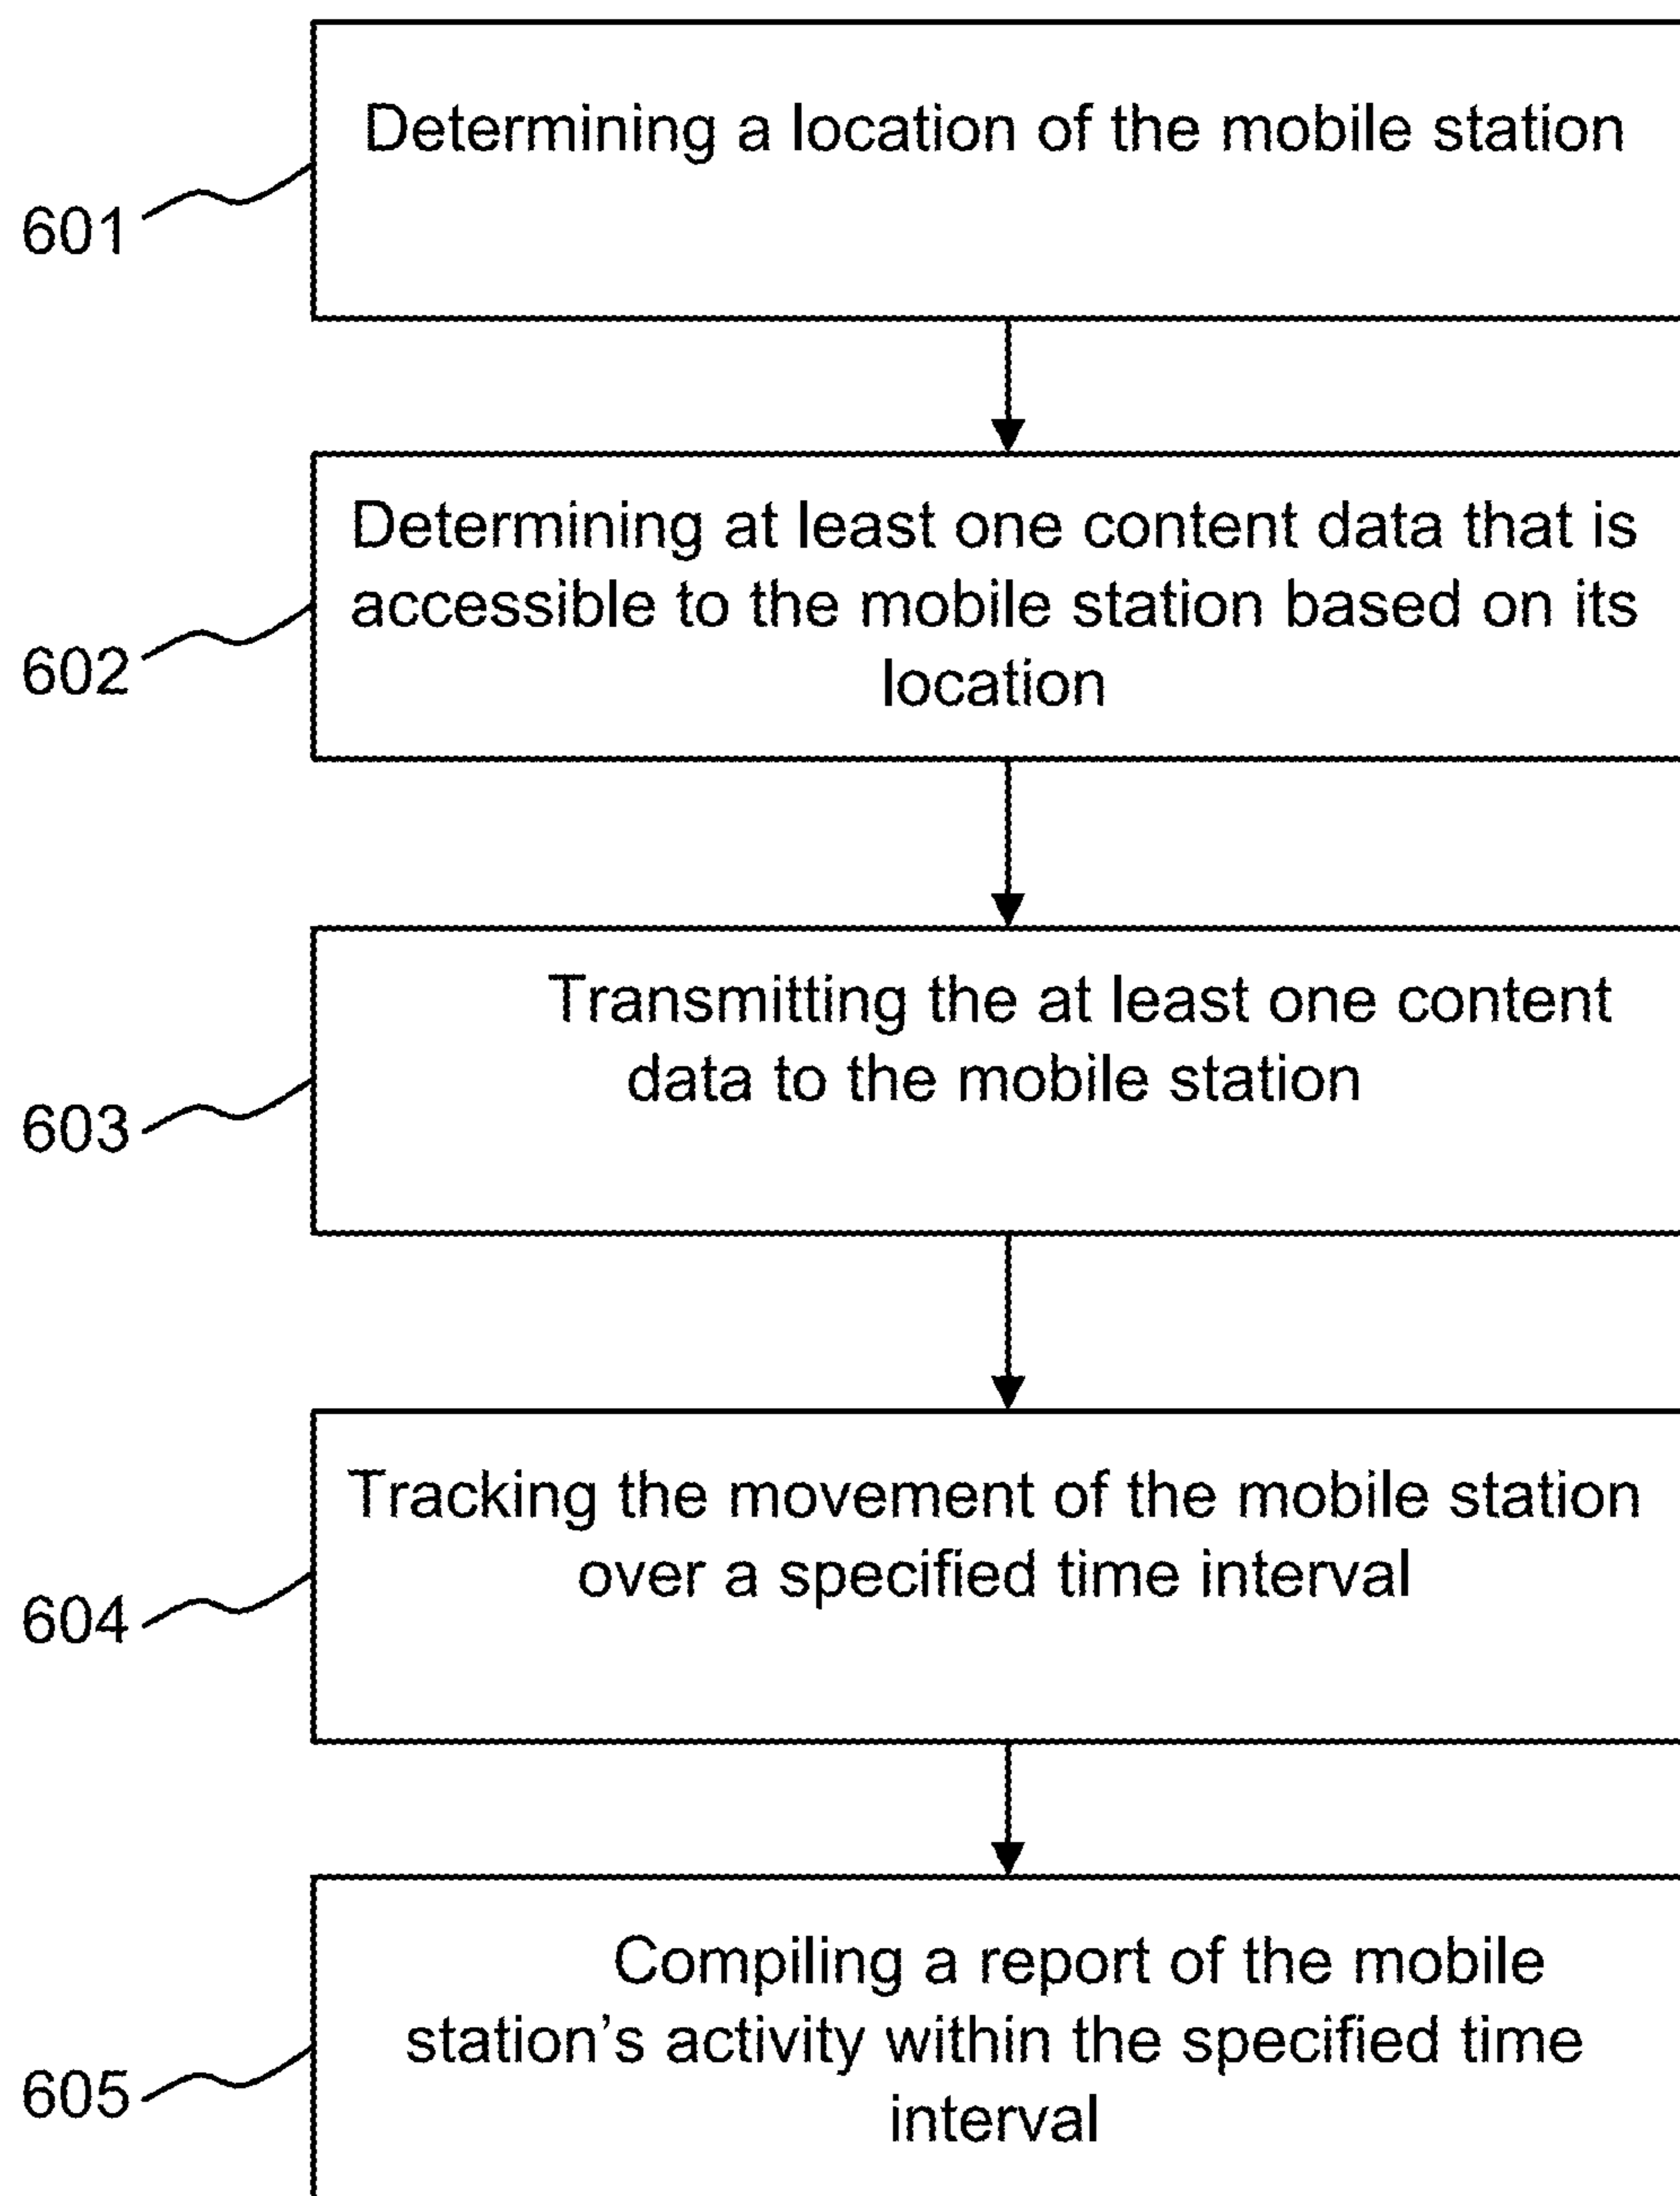 Determining a location of the mobile station
601
Determining at least one content data that is
accessible to the mobile station based on its
location
602
Transmitting the at least one content
data to the mobile station
603
Tracking the movement of the mobile station
over a specified time interval
604
Compiling a report of the mobile
station’s activity within the specified time
interval
605